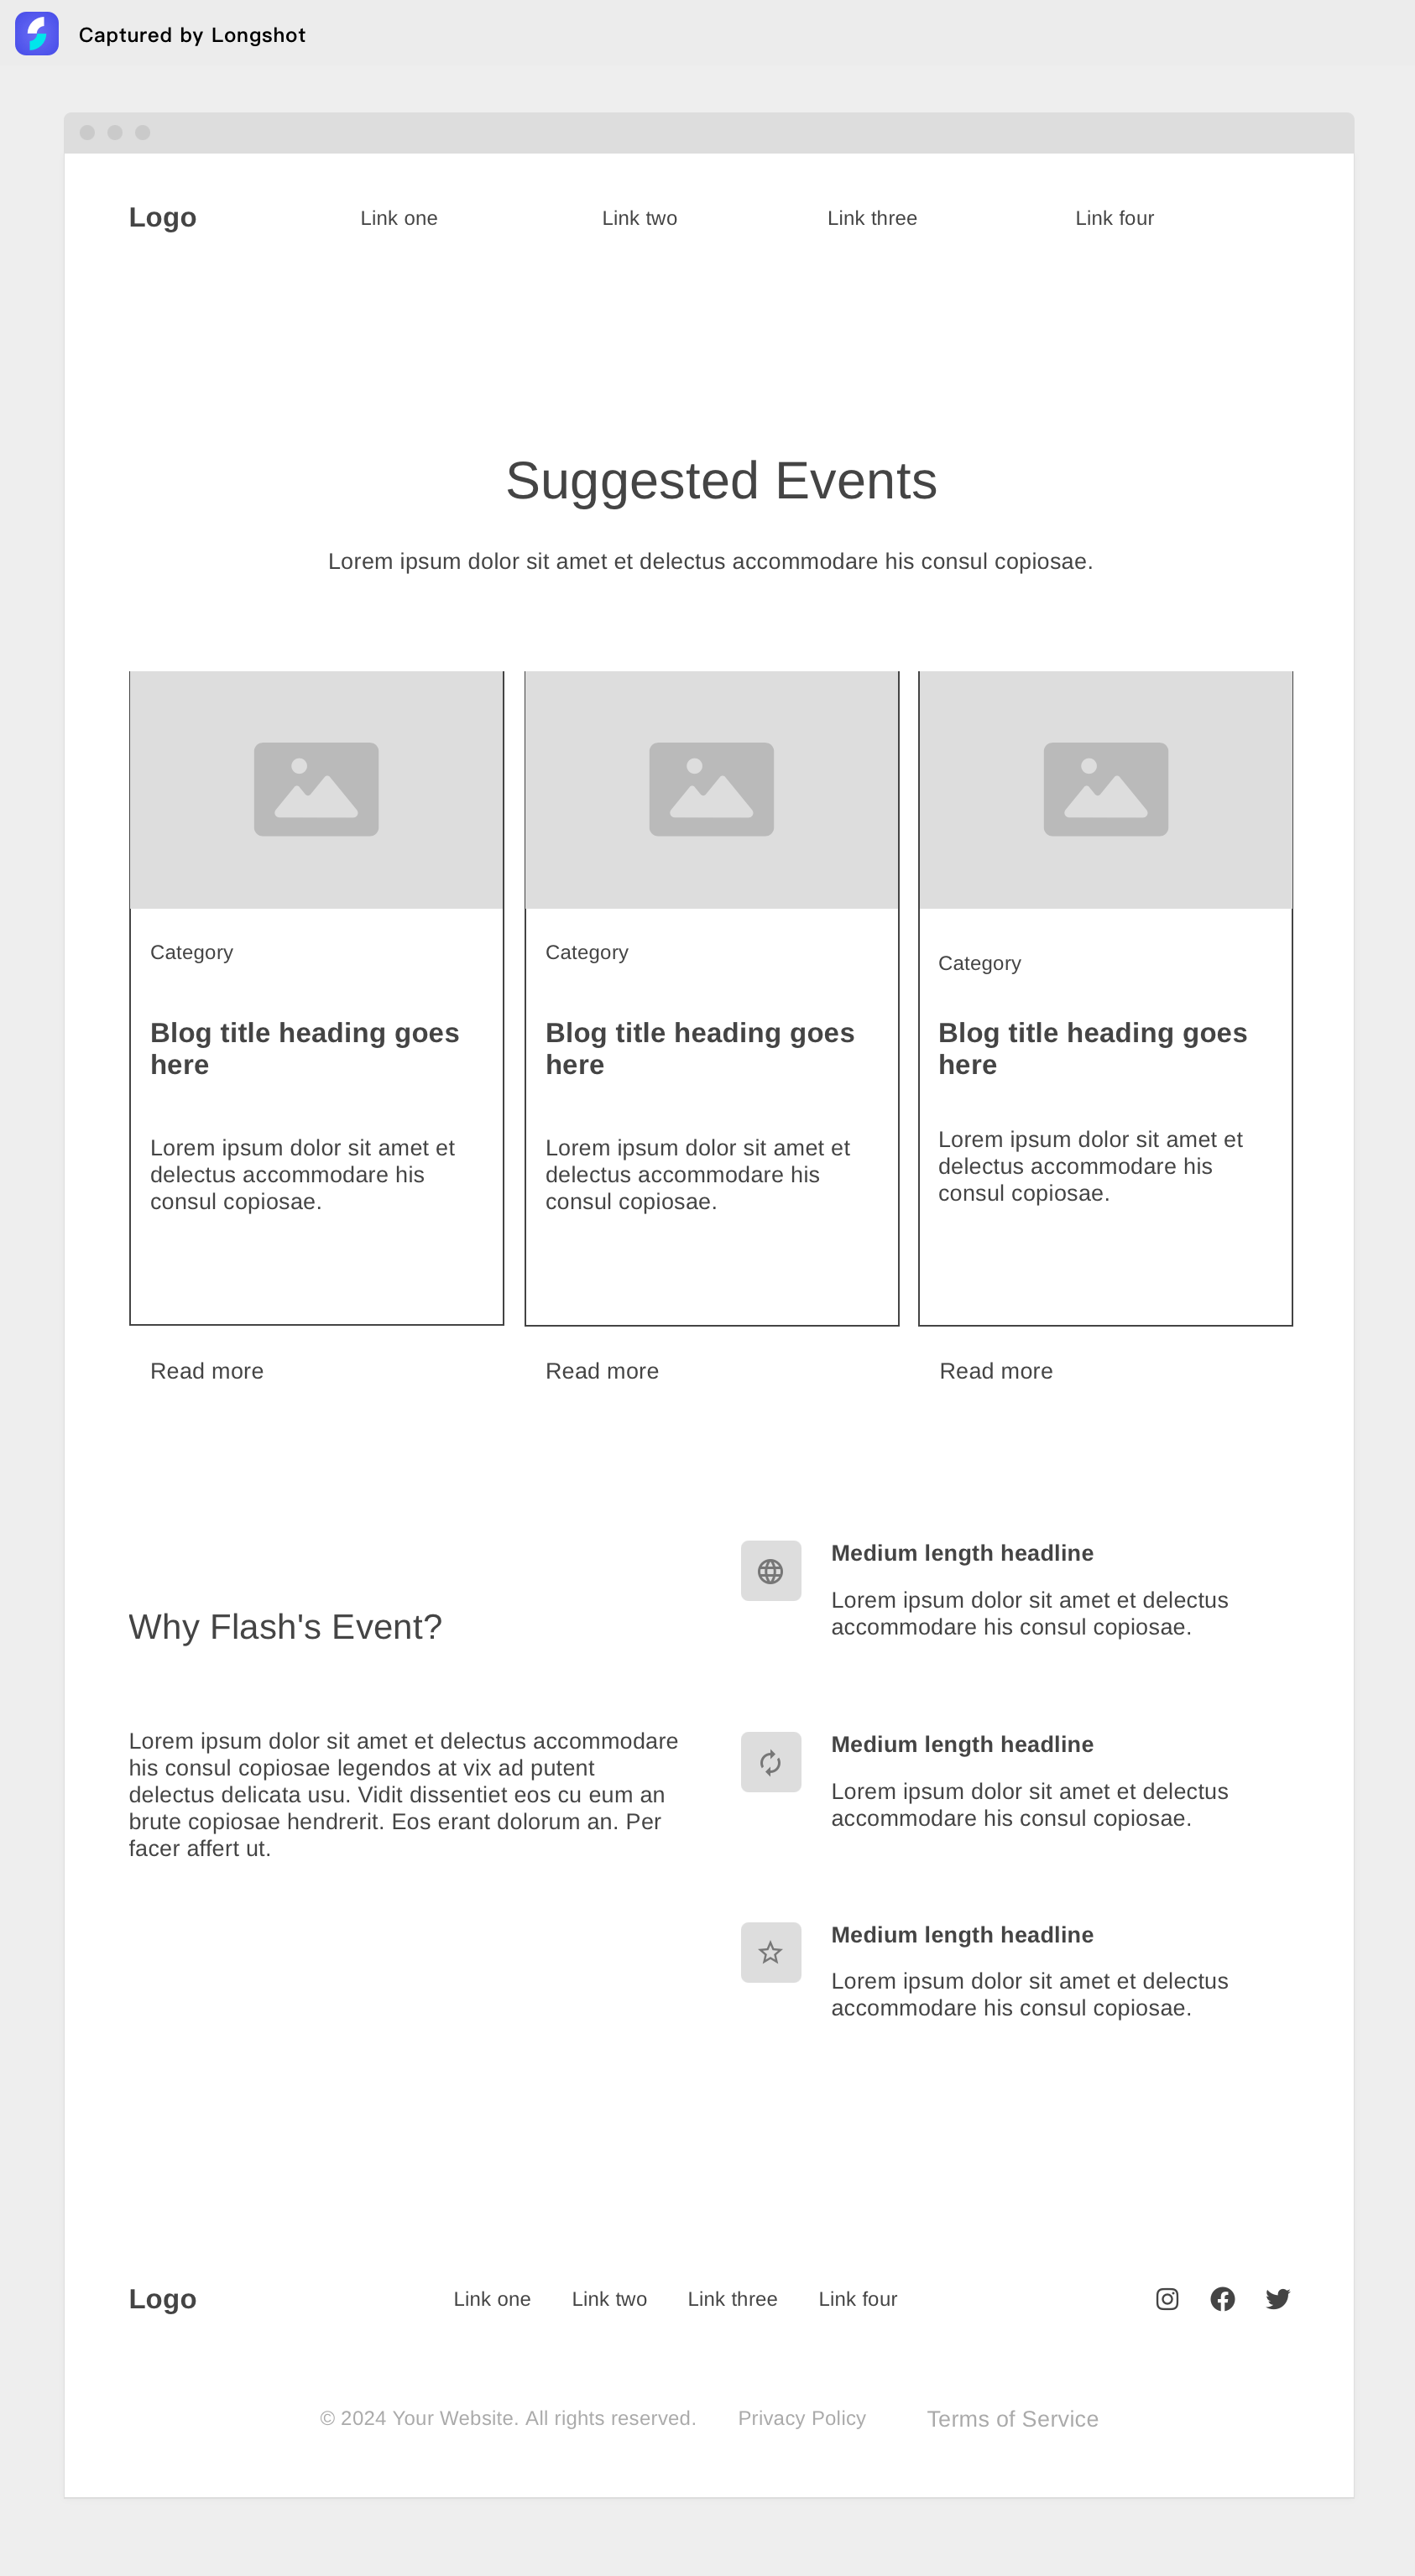 Captured by Longshot
Logo
Link one
Link two
Link three
Link four
Suggested Events
Lorem ipsum dolor sit amet et delectus accommodare his consul copiosae.
Category
Blog title heading goes
here
Lorem ipsum dolor sit amet et
delectus accommodare his
consul copiosae.
Read more
Category
Blog title heading goes
here
Lorem ipsum dolor sit amet et
delectus accommodare his
consul copiosae.
Read more
Category
Blog title heading goes
here
Lorem ipsum dolor sit amet et
delectus accommodare his
consul copiosae.
Read more
Why Flash's Event?
Lorem ipsum dolor sit amet et delectus accommodare
his consul copiosae legendos at vix ad putent
delectus delicata usu. Vidit dissentiet eos cu eum an
brute copiosae hendrerit. Eos erant dolorum an. Per
facer affert ut.
Medium length headline
Lorem ipsum dolor sit amet et delectus
accommodare his consul copiosae.
Medium length headline
Lorem ipsum dolor sit amet et delectus
accommodare his consul copiosae.
Medium length headline
Lorem ipsum dolor sit amet et delectus
accommodare his consul copiosae.
Logo
Link one
Link two
Link three
Link four
© 2024 Your Website. All rights reserved.
Privacy Policy
Terms of Service